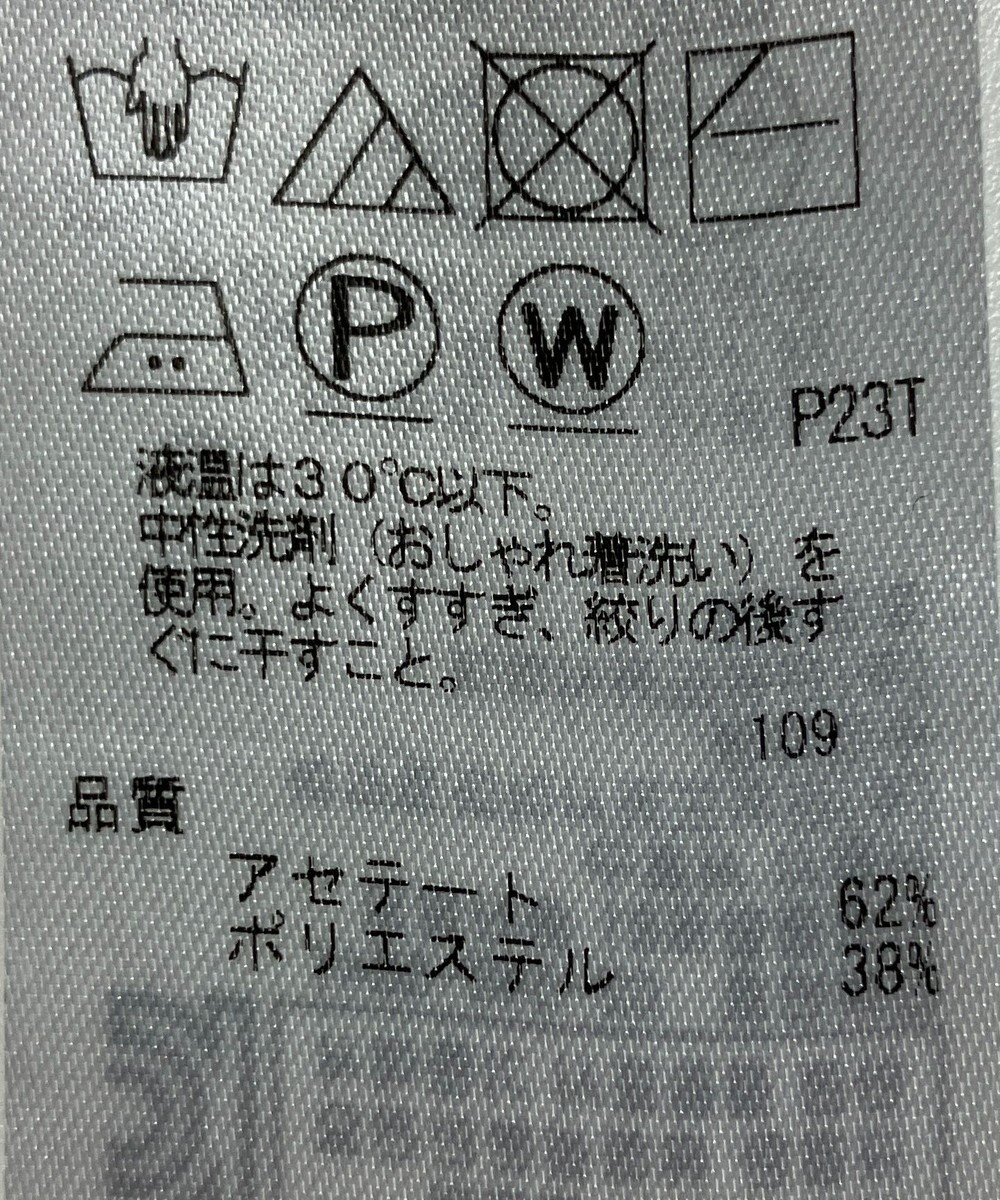 P W
P23T
液温は30℃以下。
中性洗剤（おしゃれ着洗い）を
使用。よくすすぎ、絞りの後す
ぐに干すこと。
109
品質
アセテート 62%
ポリエステル 38%